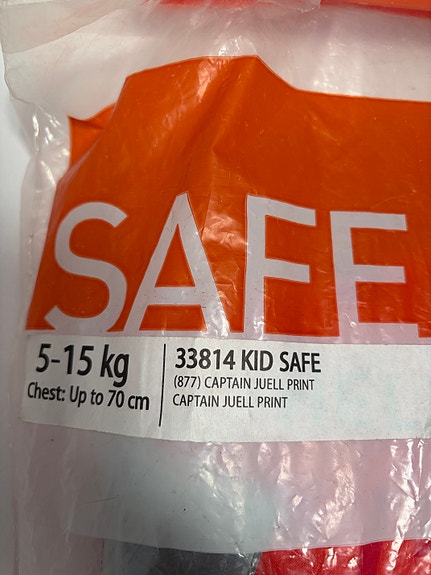 SAFE
5-15 kg
Chest: Up to 70 cm
33814 KID SAFE
(877) CAPTAIN JUELL PRINT
CAPTAIN JUELL PRINT